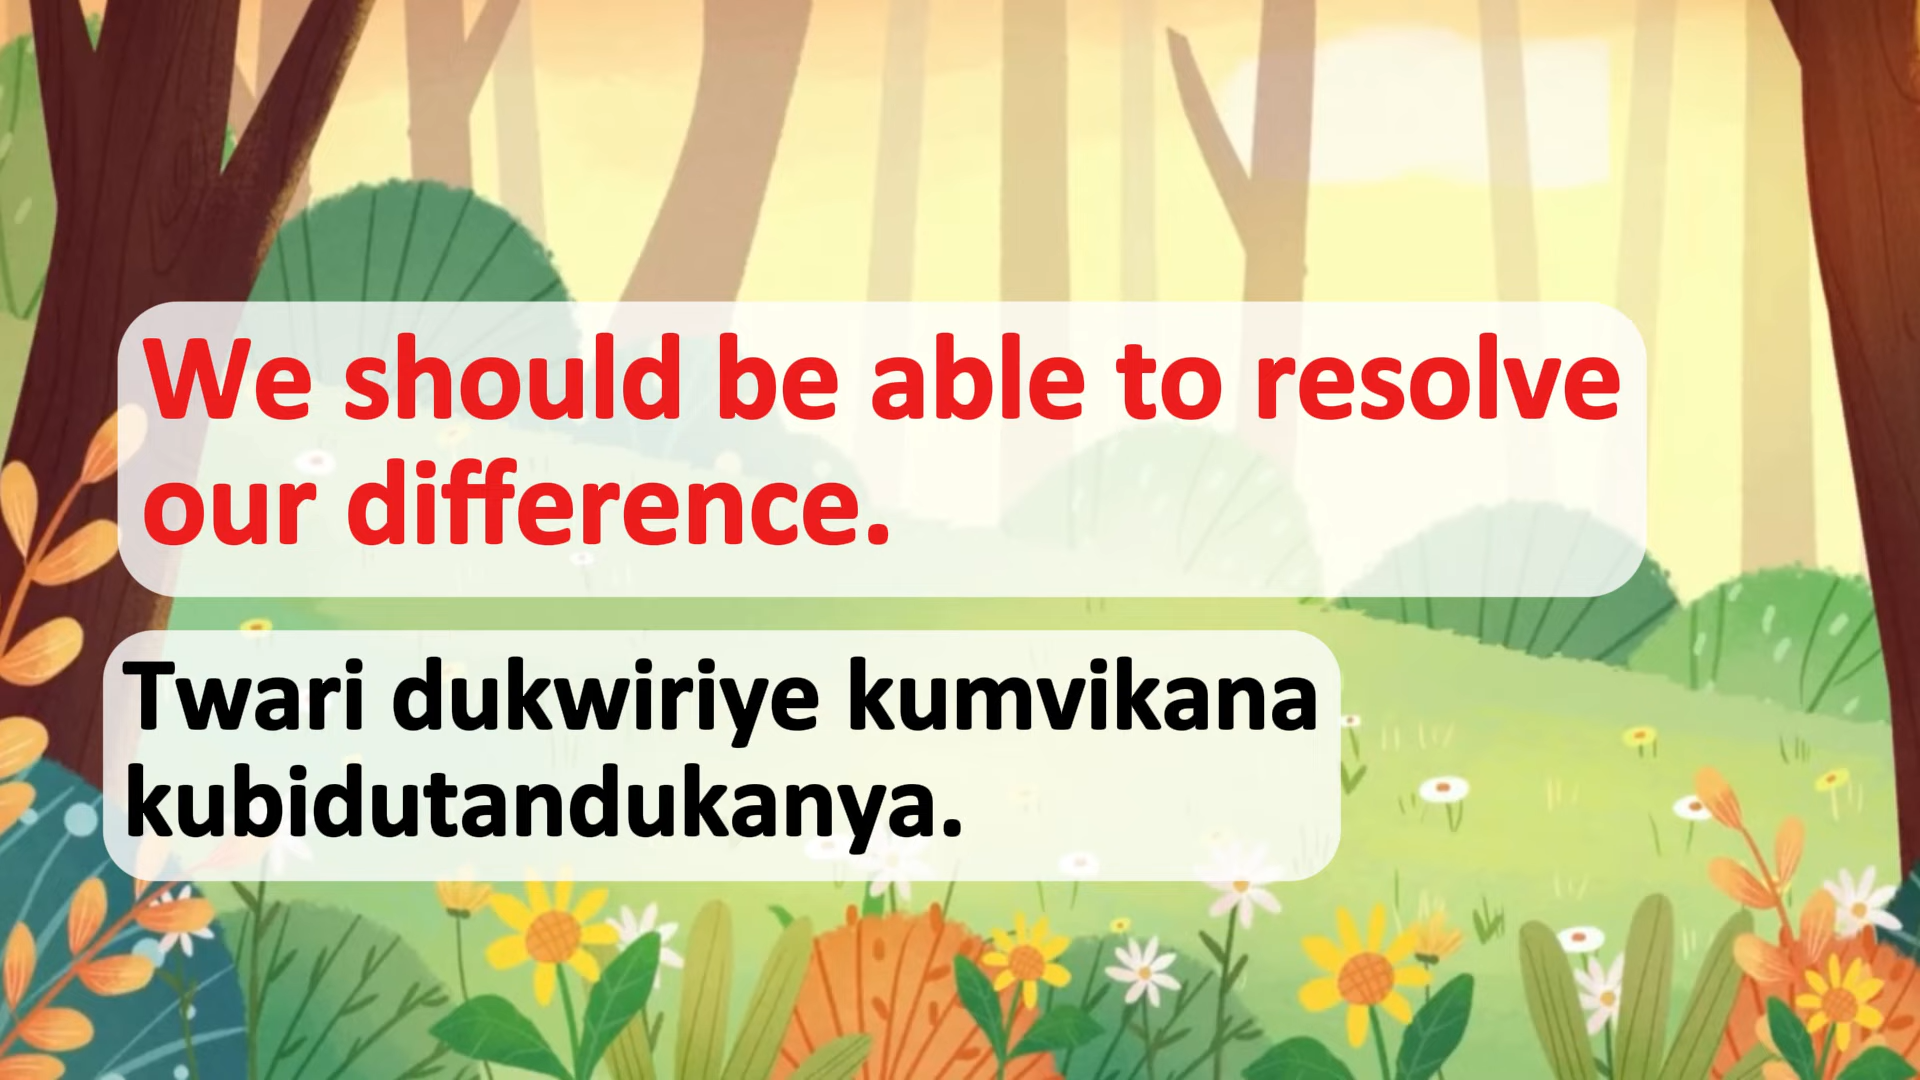 We should be able to resolve
our difference.
Twari dukwiriye kumvikana
kubidutandukanya.